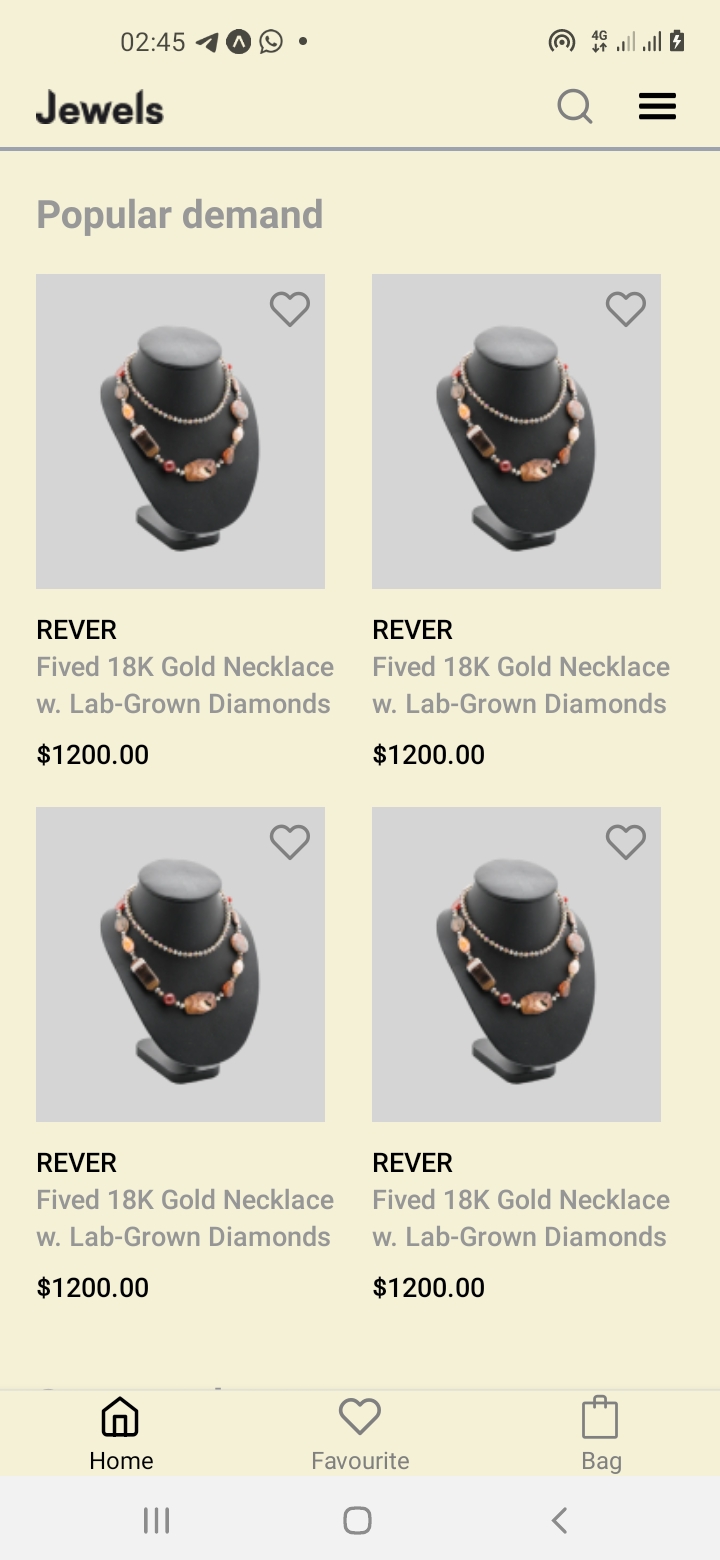 02:45
4G
Jewels
Popular demand
REVER
Fived 18K Gold Necklace
w. Lab-Grown Diamonds
$1200.00
REVER
Fived 18K Gold Necklace
w. Lab-Grown Diamonds
$1200.00
REVER
Fived 18K Gold Necklace
w. Lab-Grown Diamonds
$1200.00
REVER
Fived 18K Gold Necklace
w. Lab-Grown Diamonds
$1200.00
Home
Favourite
Bag